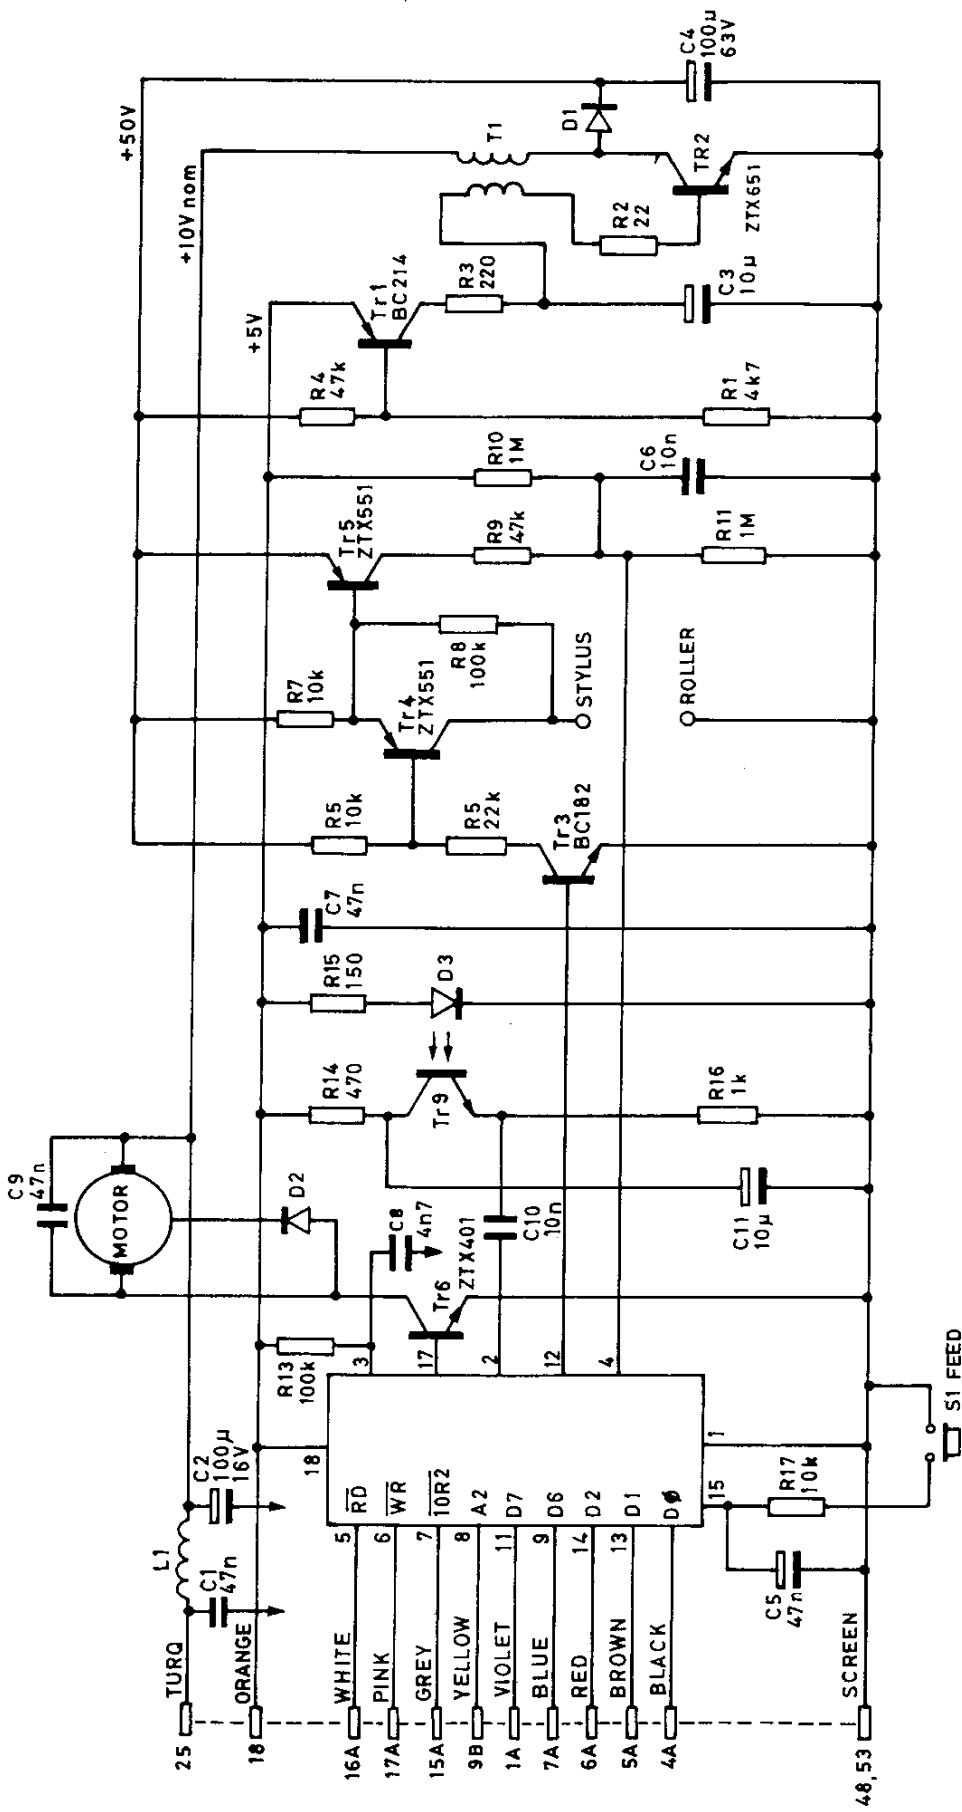 +50V
+10V nom
+5V
C4
100µ
63V
D1
T1
TR2
ZTX651
R2
22
R3
220
Tr1
BC214
C3
10µ
R4
47k
R1
4k7
R10
1M
C6
10n
Tr5
ZTX551
R9
47k
R11
1M
R8
100k
R7
10k
Tr4
ZTX551
STYLUS
ROLLER
R5
10k
R5
22k
Tr3
BC182
C7
47n
R15
150
D3
R14
470
Tr9
R16
1k
C9
47n
MOTOR
D2
C8
4n7
C10
10n
C11
10µ
Tr6
ZTX401
R13
100k
3
17
2
12
4
18
1
15
L1
C2
100µ
16V
C1
47n
R̅D̅
W̅R̅
1̅0̅R̅2̅
A2
D7
D6
D2
D1
DØ
5
6
7
8
11
9
14
13
4
R17
10k
S1 FEED
C5
47n
25 TURQ
18 ORANGE
16A WHITE
17A PINK
15A GREY
9B YELLOW
1A VIOLET
7A BLUE
6A RED
5A BROWN
4A BLACK
48,53 SCREEN